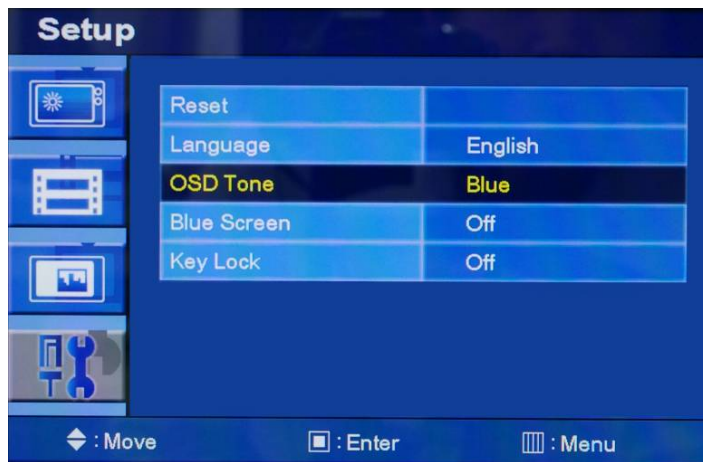 Setup
Reset
Language English
OSD Tone Blue
Blue Screen Off
Key Lock Off
: Move : Enter : Menu